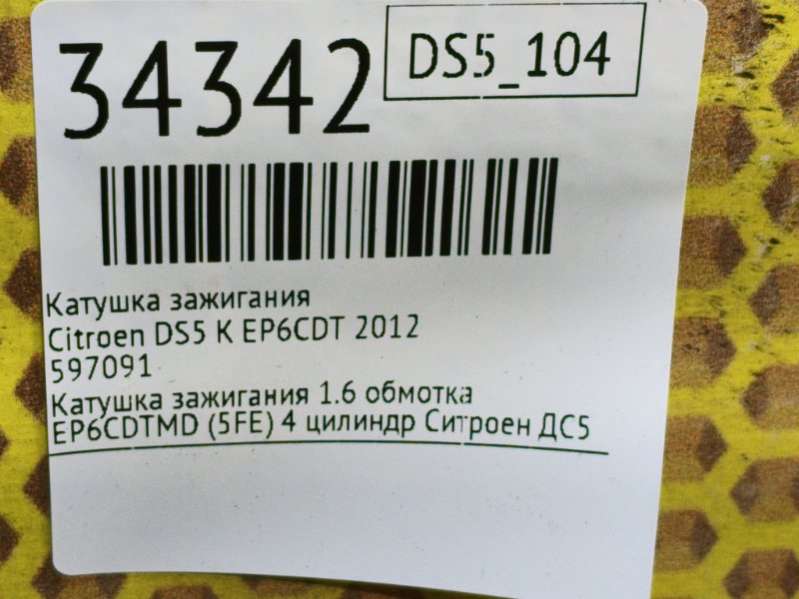 34342
DS5_104
Катушка зажигания
Citroen DS5 K EP6CDT 2012
597091
Катушка зажигания 1.6 обмотка
EP6CDTMD (5FE) 4 цилиндр Ситроен ДС5